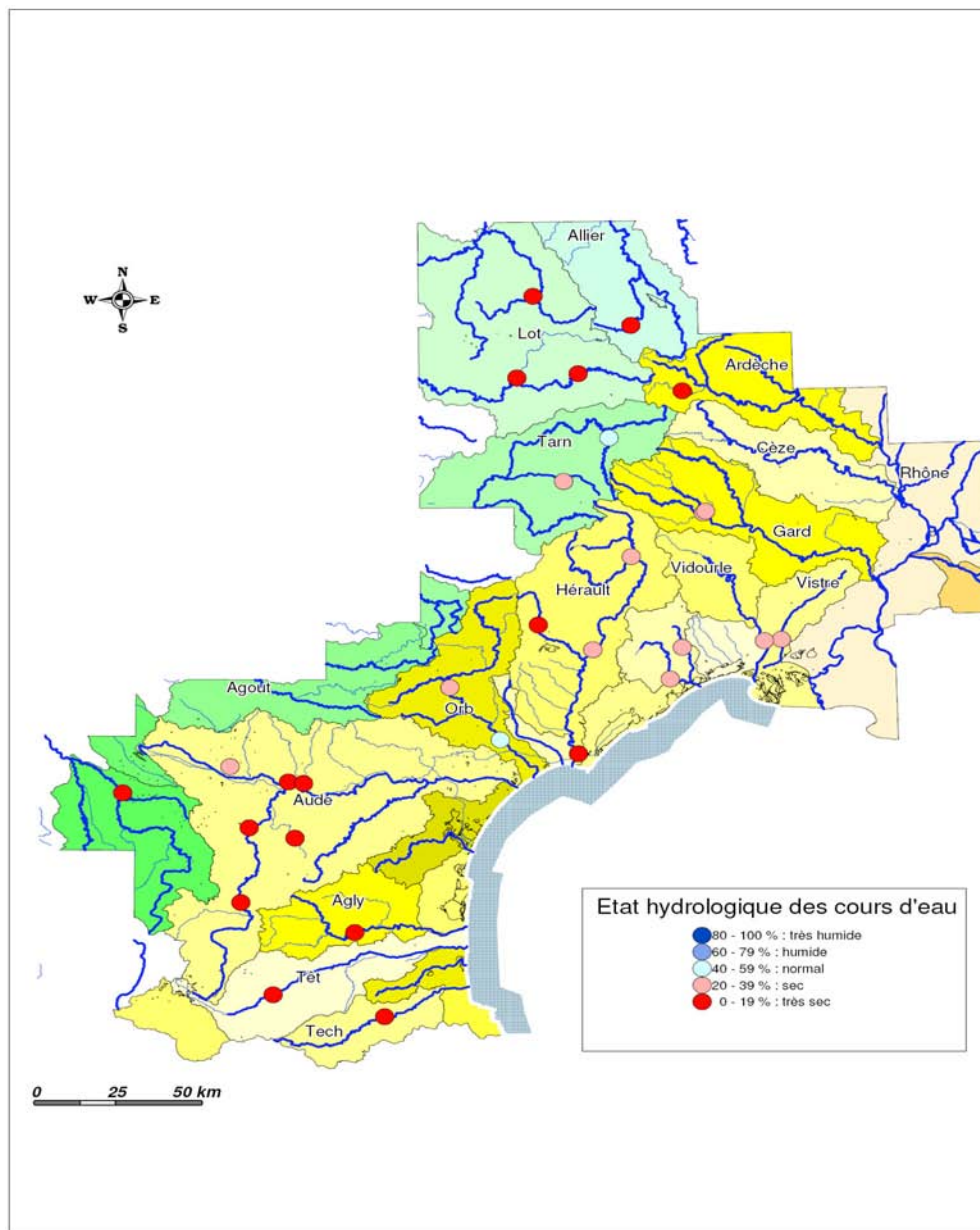 Allier
N
W E
S
Lot
Ardèche
Tarn
Cèze
Rhône
Gard
Vidourle
Vistre
Hérault
Agout
Orb
Aude
Agly
Têt
Tech
Etat hydrologique des cours d'eau
80 - 100 % : très humide
60 - 79 % : humide
40 - 59 % : normal
20 - 39 % : sec
0 - 19 % : très sec
0 25 50 km